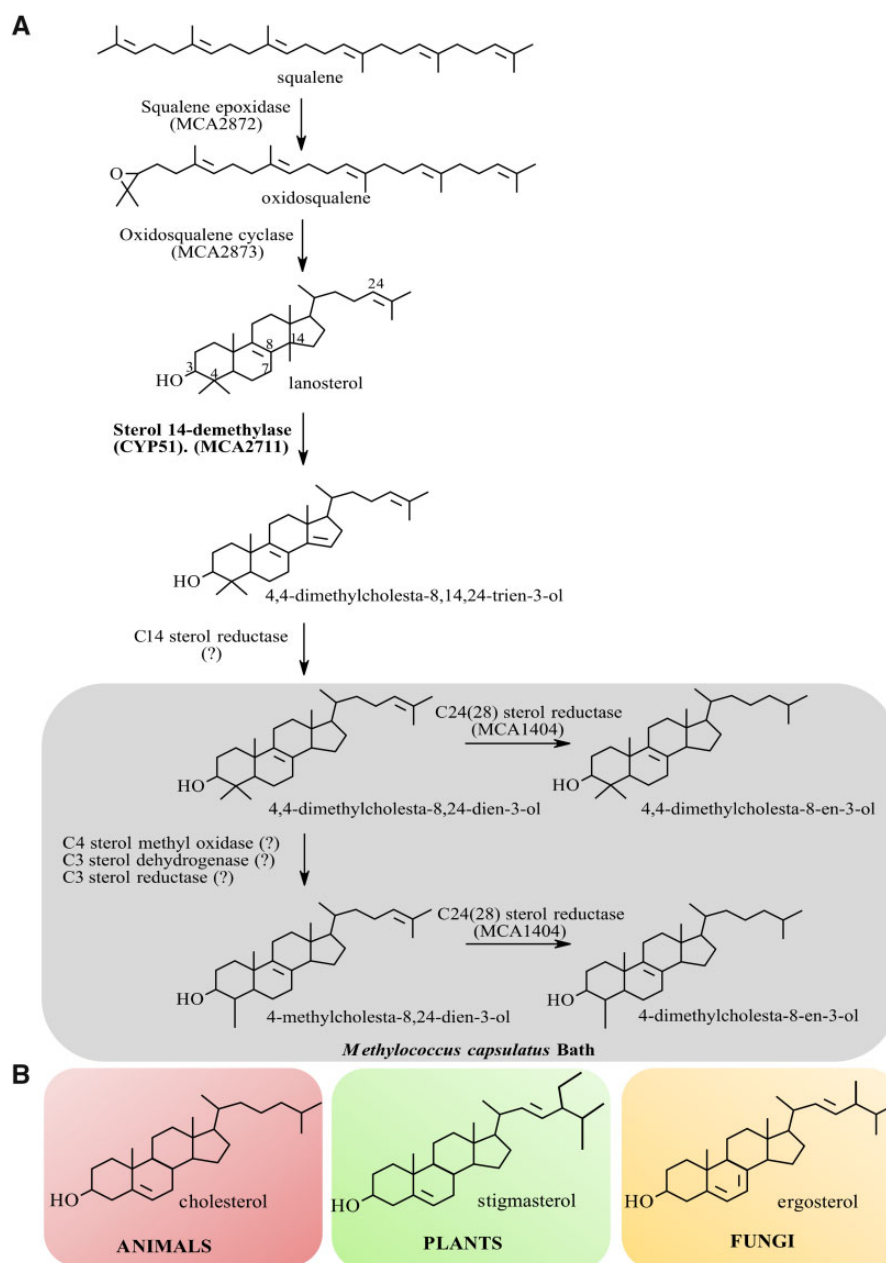 A
squalene
Squalene epoxidase
(MCA2872)
O
oxidosqualene
Oxidosqualene cyclase
(MCA2873)
24
14
8
3
4
7
HO
lanosterol
Sterol 14-demethylase
(CYP51). (MCA2711)
HO
4,4-dimethylcholesta-8,14,24-trien-3-ol
C14 sterol reductase
(?)
C24(28) sterol reductase
(MCA1404)
HO
HO
4,4-dimethylcholesta-8,24-dien-3-ol
4,4-dimethylcholesta-8-en-3-ol
C4 sterol methyl oxidase (?)
C3 sterol dehydrogenase (?)
C3 sterol reductase (?)
C24(28) sterol reductase
(MCA1404)
HO
HO
4-methylcholesta-8,24-dien-3-ol
4-dimethylcholesta-8-en-3-ol
Methylococcus capsulatus Bath
B
HO
cholesterol
ANIMALS
HO
stigmasterol
PLANTS
HO
ergosterol
FUNGI